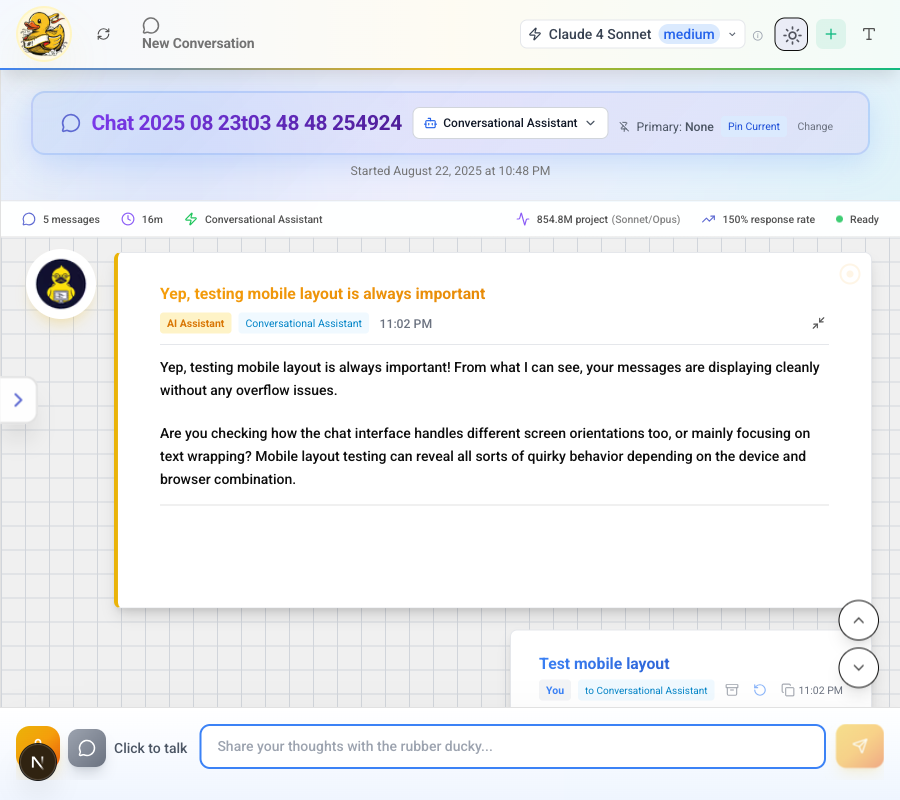 New Conversation
Claude 4 Sonnet medium
T
Chat 2025 08 23t03 48 48 254924
Conversational Assistant
Primary: None
Pin Current
Change
Started August 22, 2025 at 10:48 PM
5 messages
16m
Conversational Assistant
854.8M project (Sonnet/Opus)
150% response rate
Ready
Yep, testing mobile layout is always important
AI Assistant
Conversational Assistant
11:02 PM
Yep, testing mobile layout is always important! From what I can see, your messages are displaying cleanly
without any overflow issues.
Are you checking how the chat interface handles different screen orientations too, or mainly focusing on
text wrapping? Mobile layout testing can reveal all sorts of quirky behavior depending on the device and
browser combination.
Test mobile layout
You
to Conversational Assistant
11:02 PM
N
Click to talk
Share your thoughts with the rubber ducky...